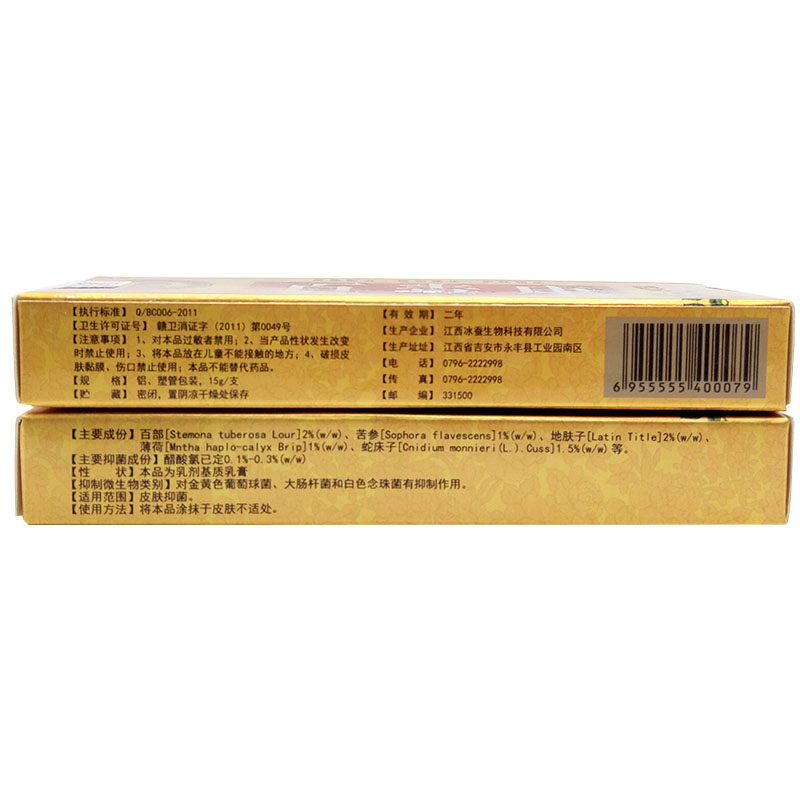 【执行标准】 Q/BC006-2011
【卫生许可证号】 赣卫消证字（2011）第0049号
【注意事项】 1、对本品过敏者禁用；2、当产品性状发生改变
时禁止使用；3、将本品放在儿童不能接触的地方；4、破损皮
肤黏膜、伤口禁止使用；本品不能替代药品。
【规 格】 铝、塑管包装，15g/支
【贮 藏】 密闭，置阴凉干燥处保存
【有 效 期】 二年
【生产企业】 江西冰蚕生物科技有限公司
【生产址址】 江西省吉安市永丰县工业园南区
【电 话】 0796-2222998
【传 真】 0796-2222998
【邮 编】 331500
6 955555 400079
【主要成份】 百部[Stemona tuberosa Lour]2%(w/w)、苦参[Sophora flavescens]1%(w/w)、地肤子[Latin Title]2%(w/w)、
薄荷[Mntha haplo-calyx Brip]1%(w/w)、蛇床子[Cnidium monnieri(L.).Cuss]1.5%(w/w)等。
【主要抑菌成份】 醋酸氯已定0.1%-0.3%(w/w)
【性 状】 本品为乳剂基质乳膏
【抑制微生物类别】 对金黄色葡萄球菌、大肠杆菌和白色念珠菌有抑制作用。
【适用范围】 皮肤抑菌。
【使用方法】 将本品涂抹于皮肤不适处。